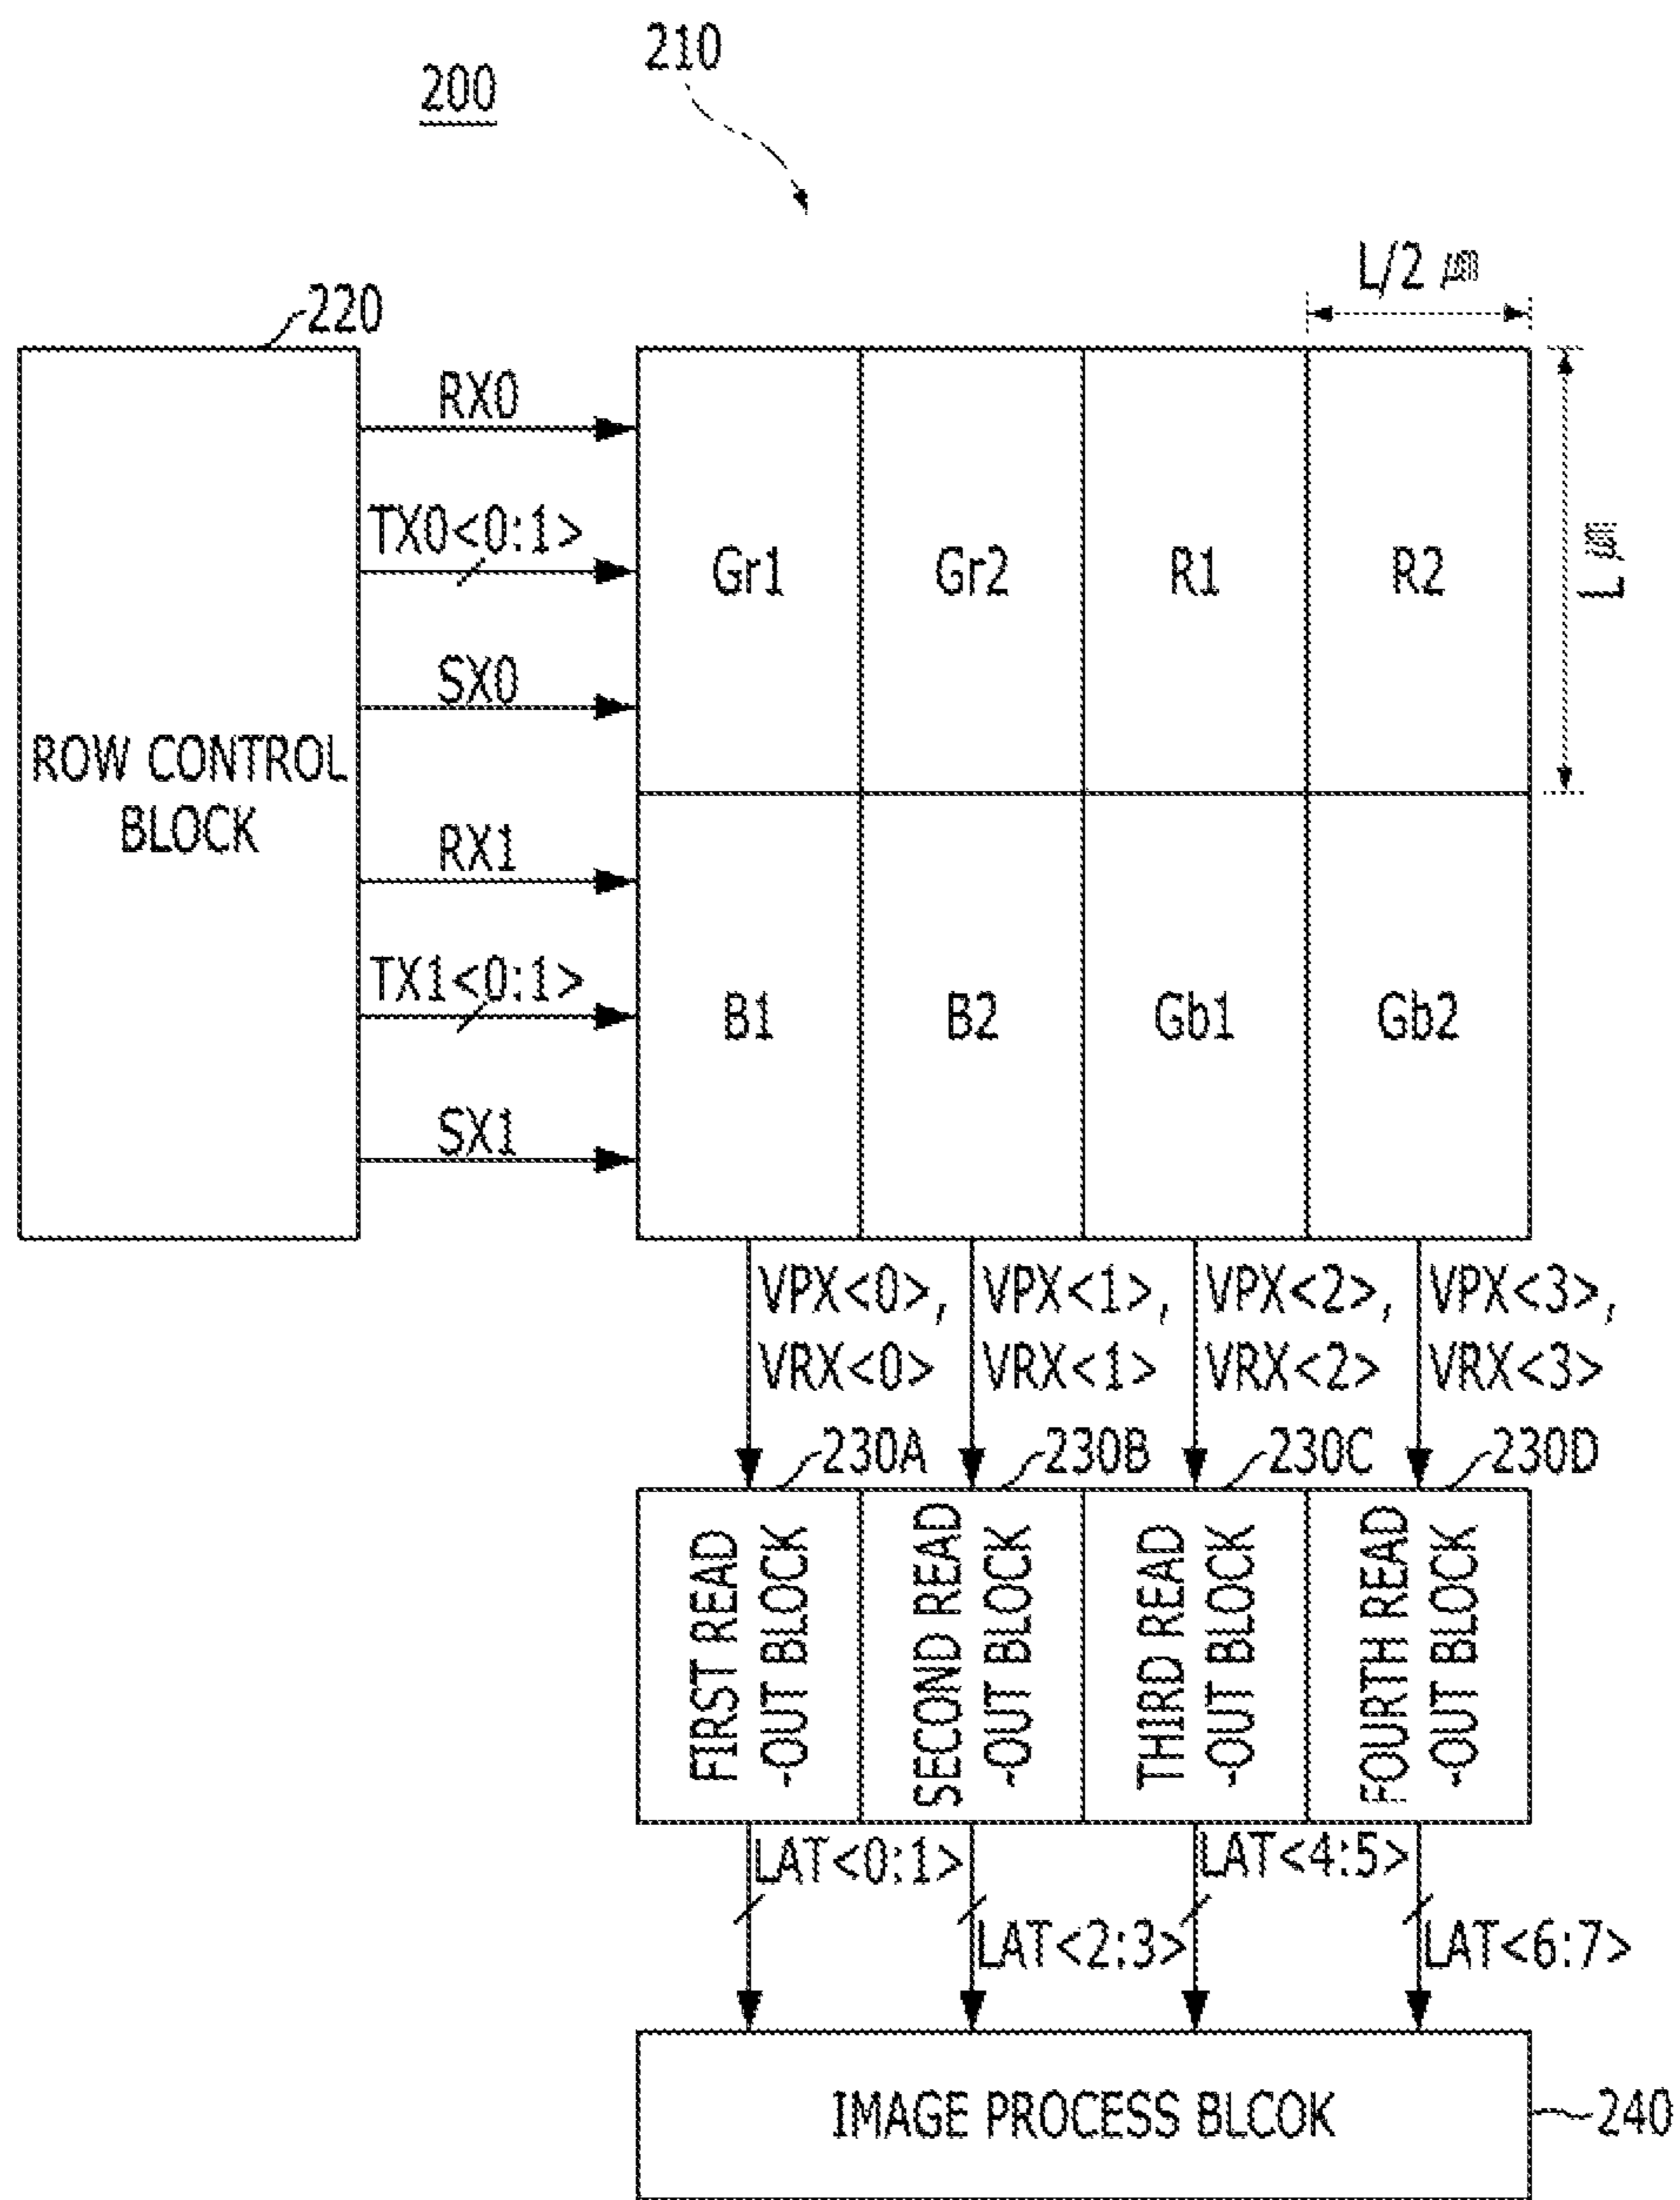 200
210
L/2 ㎛
220
RX0
TX0<0:1>
Gr1
Gr2
R1
R2
L ㎛
SX0
ROW CONTROL
BLOCK
RX1
TX1<0:1>
B1
B2
Gb1
Gb2
SX1
VPX<0>,
VRX<0>
VPX<1>,
VRX<1>
VPX<2>,
VRX<2>
VPX<3>,
VRX<3>
230A
230B
230C
230D
FIRST READ
-OUT BLOCK
SECOND READ
-OUT BLOCK
THIRD READ
-OUT BLOCK
FOURTH READ
-OUT BLOCK
LAT<0:1>
LAT<2:3>
LAT<4:5>
LAT<6:7>
IMAGE PROCESS BLCOK
240